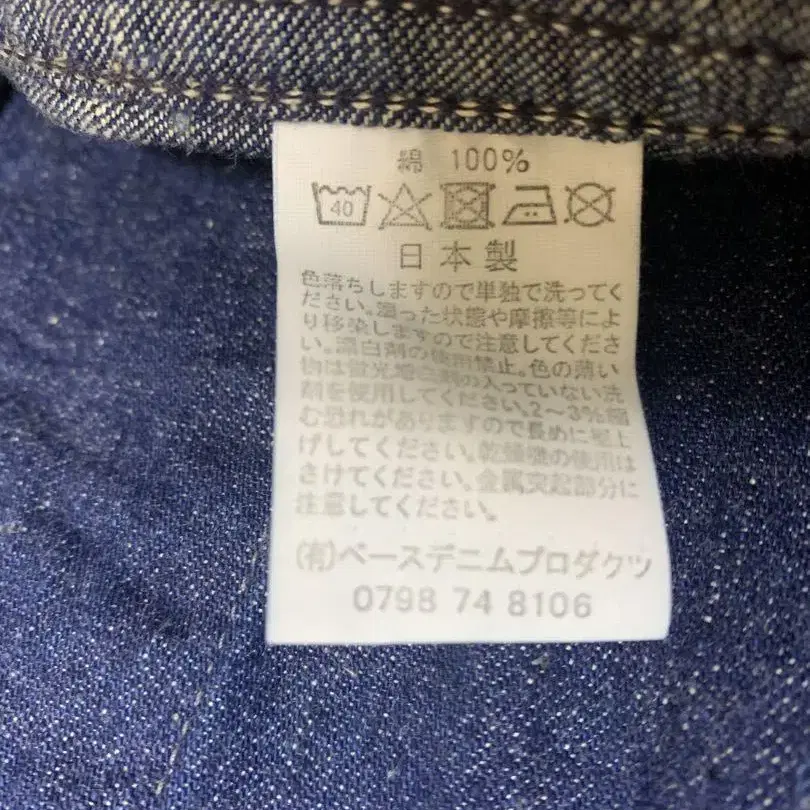 綿 100%
40
日本製
色落ちしますので単独で洗ってく
ださい。湿った状態や摩擦等によ
り移染しますので注意してくださ
い。漂白剤の使用禁止。色の薄い
物は蛍光増白剤の入っていない洗
剤を使用してください。2～3%縮
む恐れがありますので長めに裾上
げしてください。乾燥機の使用は
さけてください。金属突起部分に
注意してください。
(有)ベースデニムプロダクツ
0798 74 8106